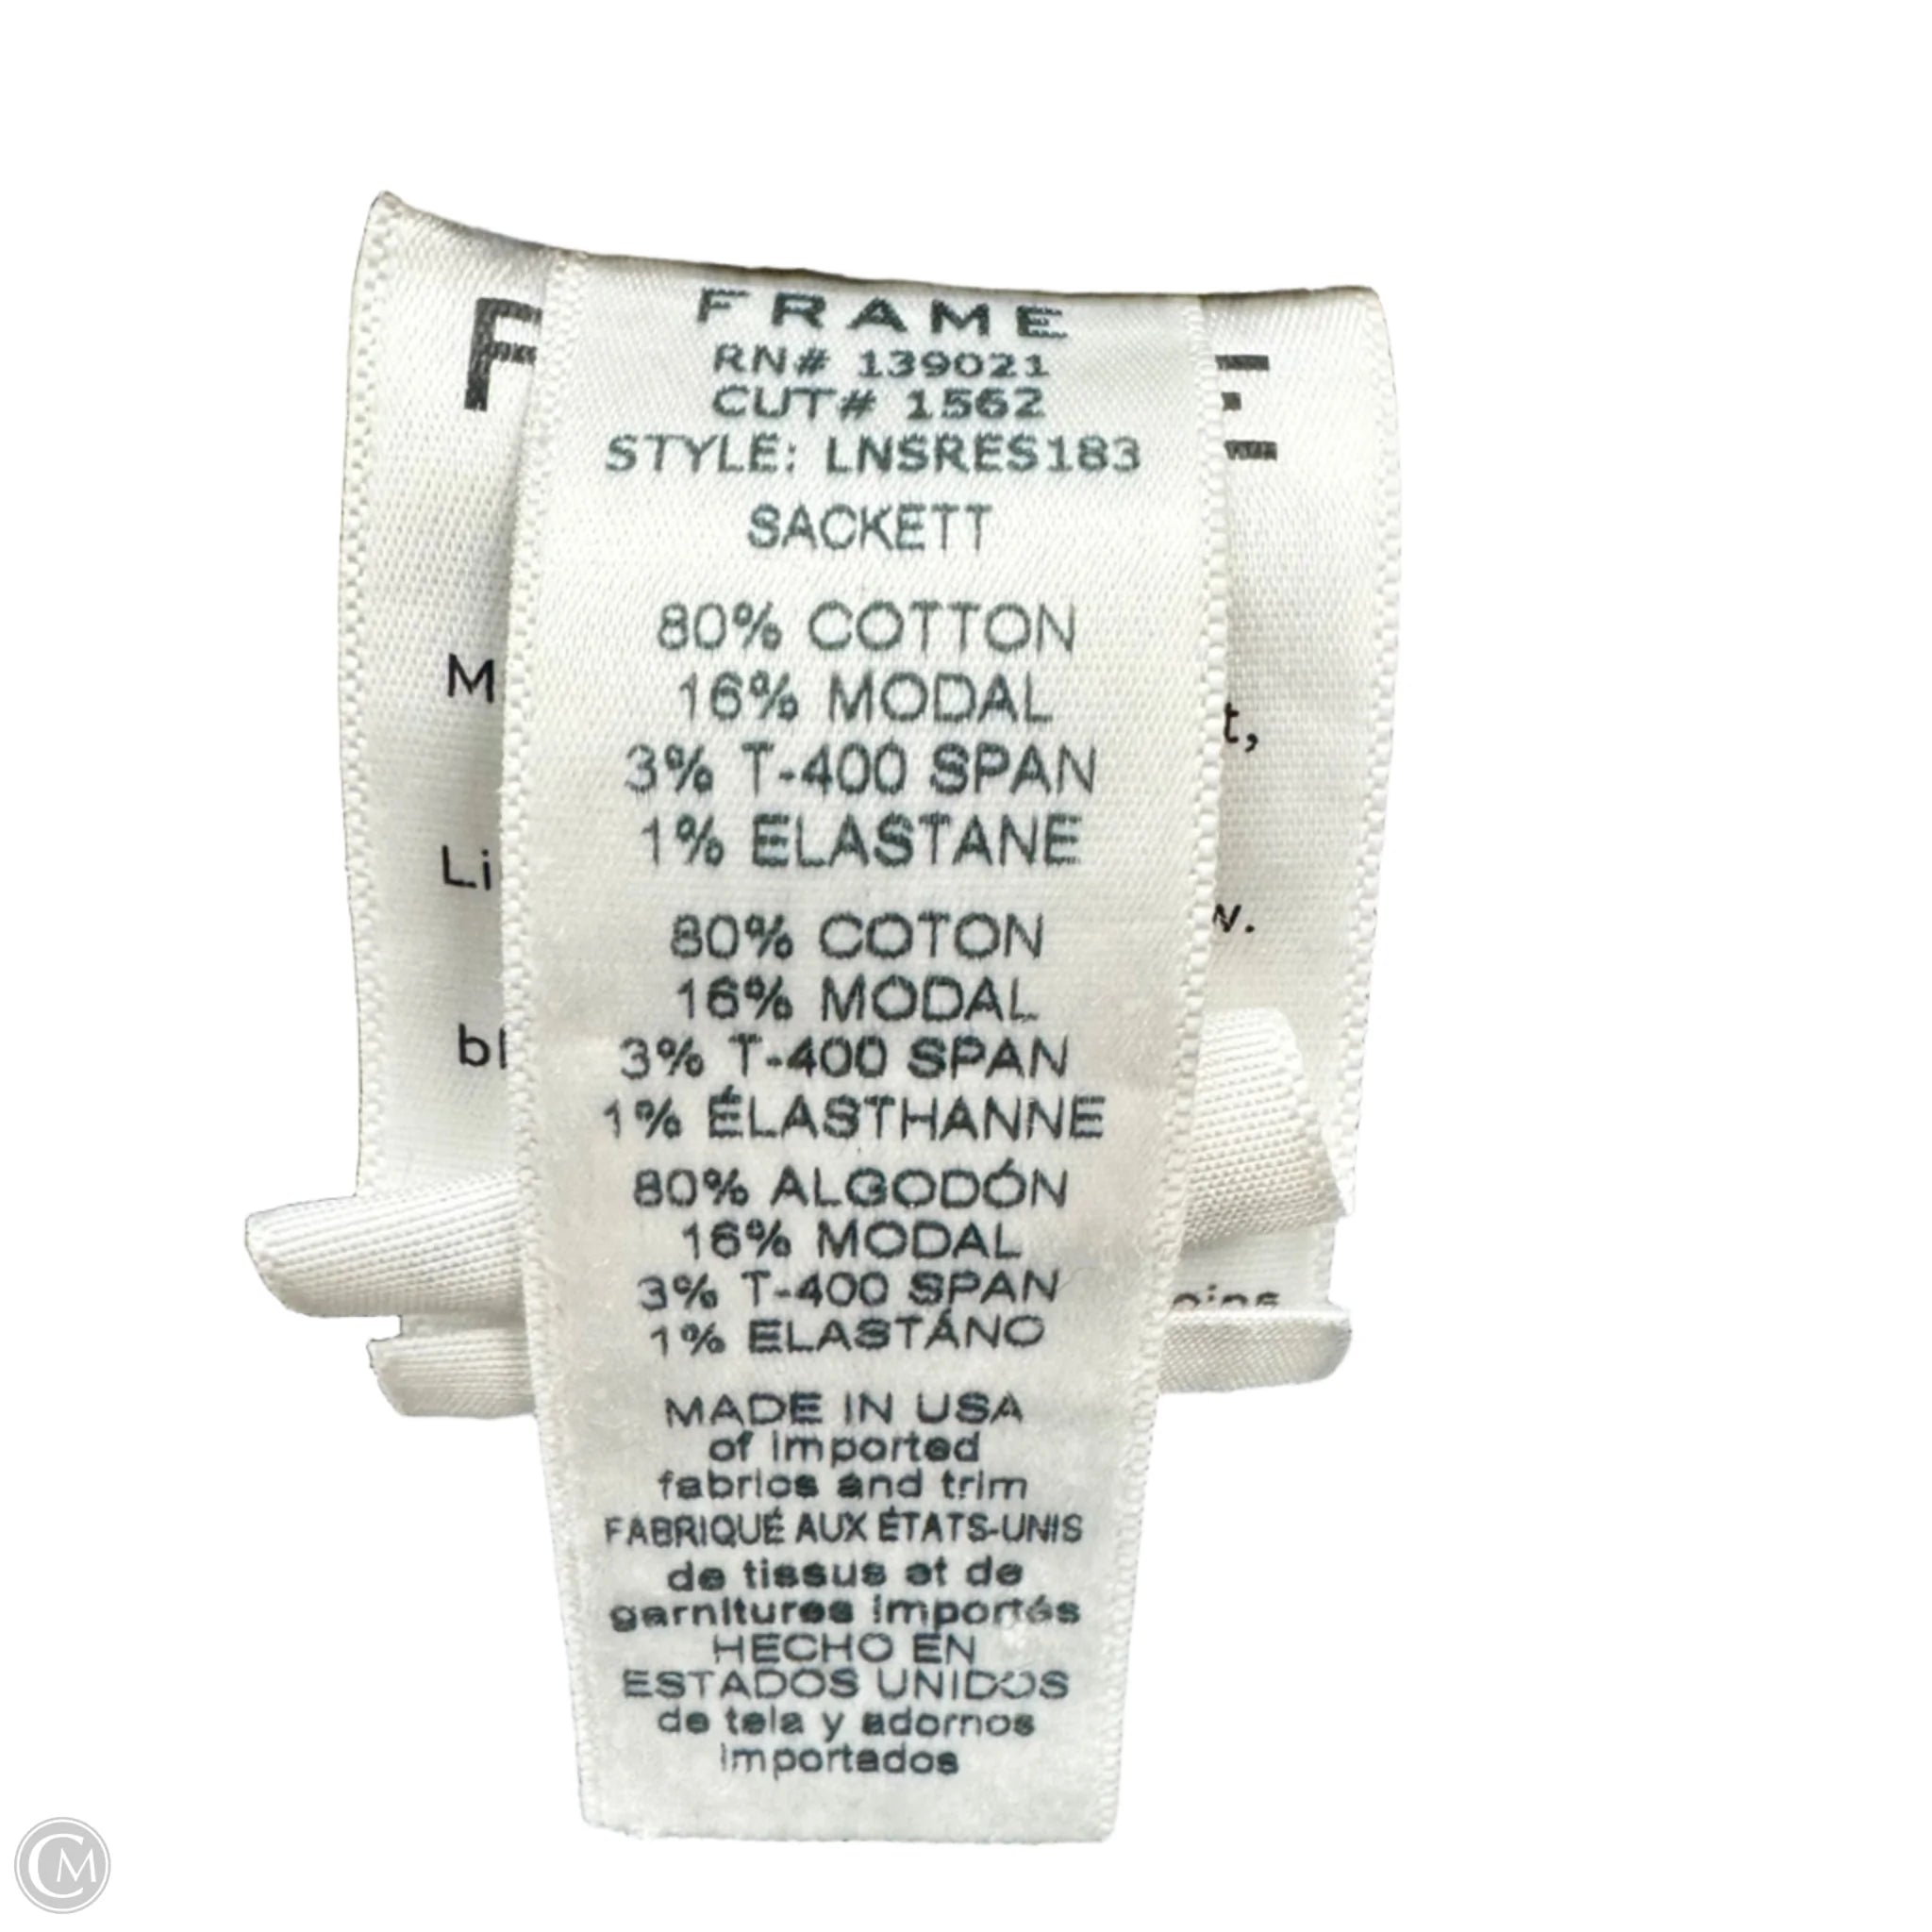 FRAME
RN# 139021
CUT# 1562
STYLE: LNSRES183
SACKETT
80% COTTON
16% MODAL
3% T-400 SPAN
1% ELASTANE
80% COTON
16% MODAL
3% T-400 SPAN
1% ÉLASTHANNE
80% ALGODÓN
16% MODAL
3% T-400 SPAN
1% ELASTÁNO
MADE IN USA
of imported
fabrics and trim
FABRIQUÉ AUX ÉTATS-UNIS
de tissus et de
garnitures importés
HECHO EN
ESTADOS UNIDOS
de tela y adornos
importados
CM